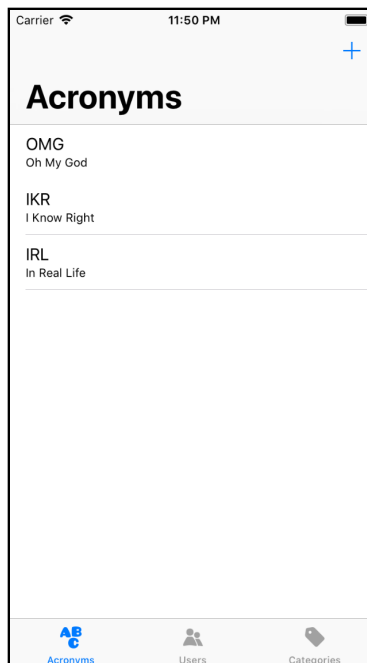 Carrier 11:50 PM
Acronyms
OMG
Oh My God
IKR
I Know Right
IRL
In Real Life
ABC
Acronyms Users Categories